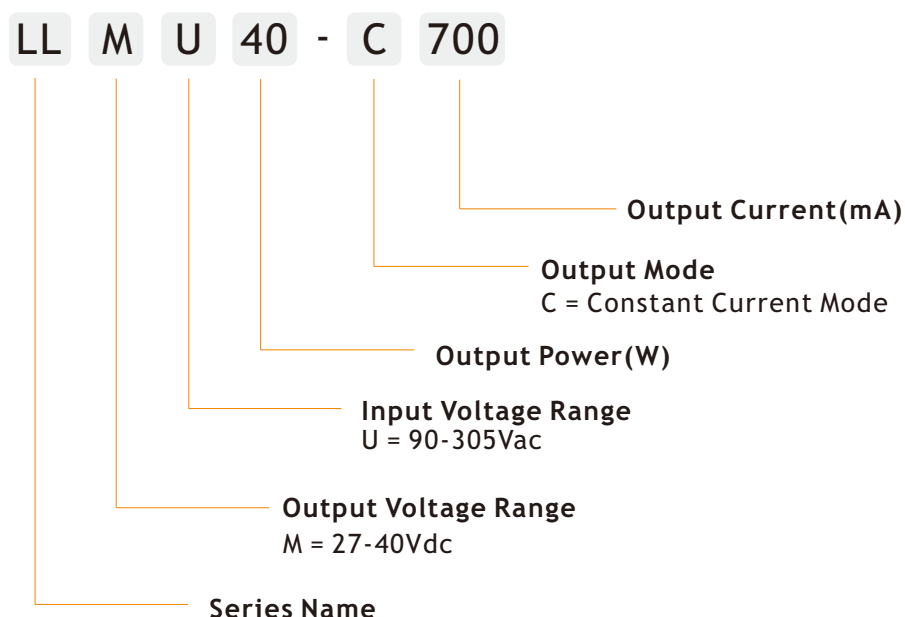 LL M U 40 - C 700
Output Current(mA)
Output Mode
C = Constant Current Mode
Output Power(W)
Input Voltage Range
U = 90-305Vac
Output Voltage Range
M = 27-40Vdc
Series Name